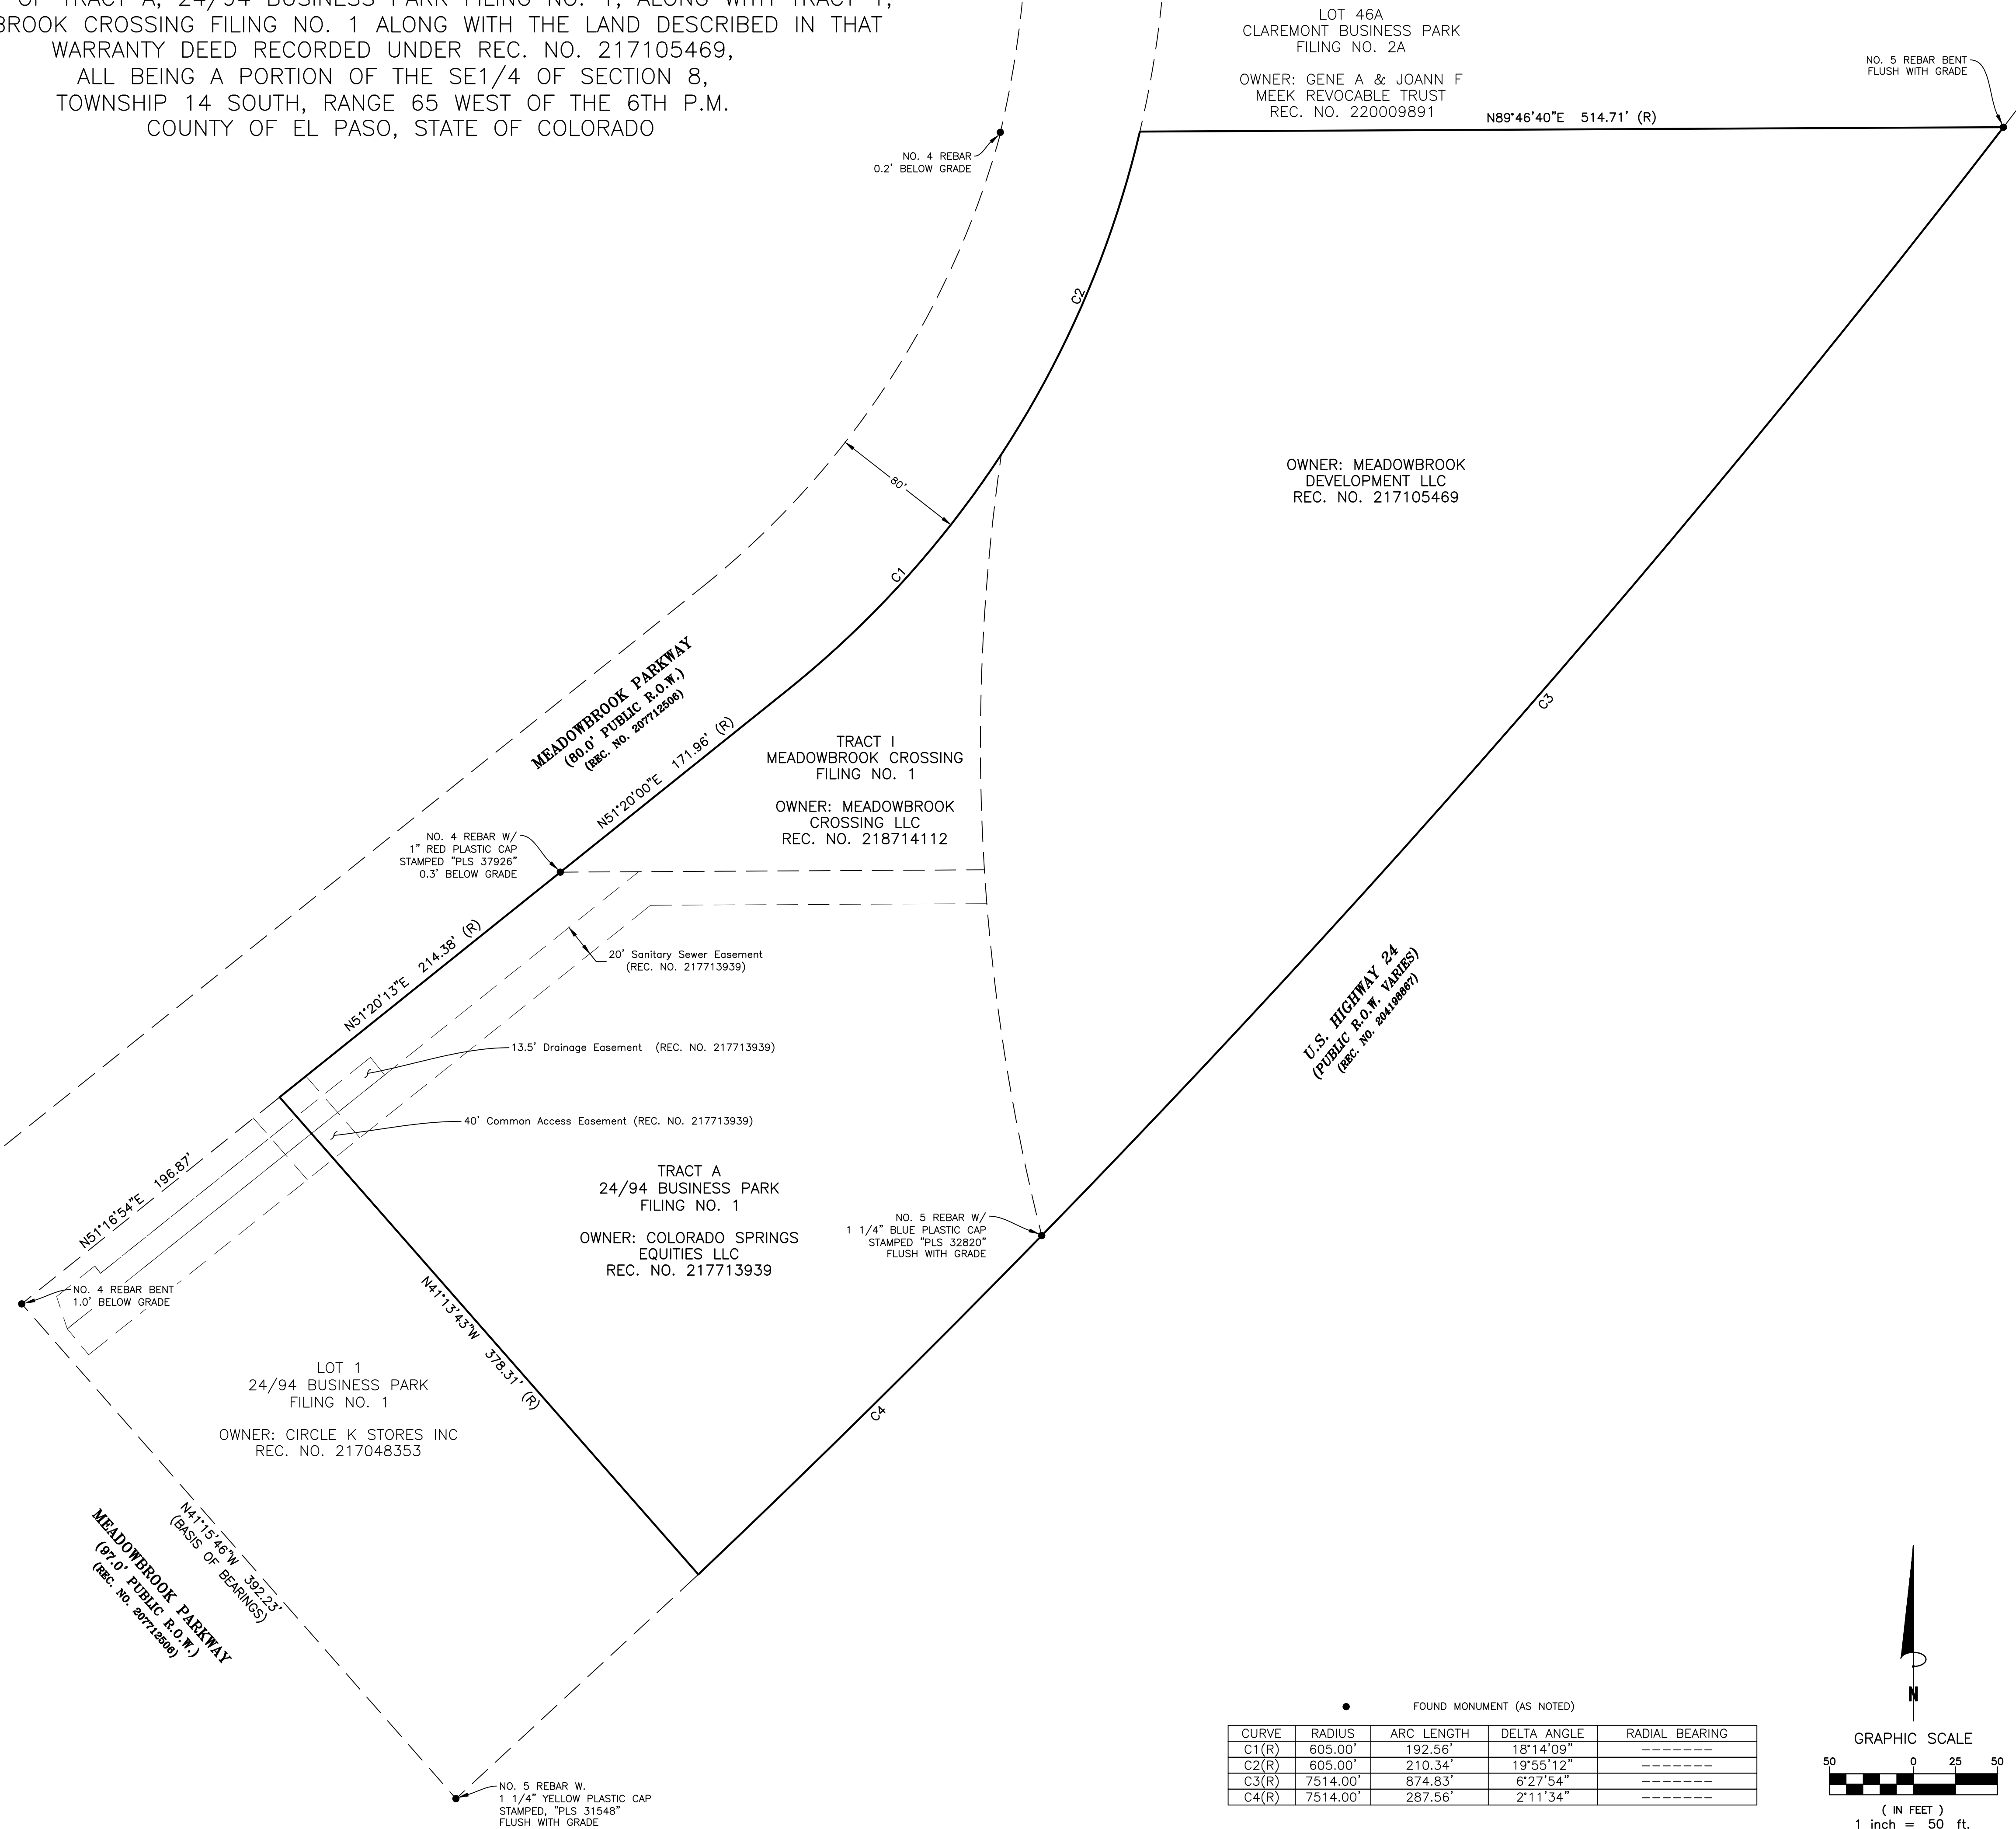 OF TRACT A, 24/94 BUSINESS PARK FILING NO. 1, ALONG WITH TRACT
BROOK CROSSING FILING NO. 1 ALONG WITH THE LAND DESCRIBED IN THAT
WARRANTY DEED RECORDED UNDER REC. NO. 217105469,
ALL BEING A PORTION OF THE SE1/4 OF SECTION 8,
TOWNSHIP 14 SOUTH, RANGE 65 WEST OF THE 6TH P.M.
COUNTY OF EL PASO, STATE OF COLORADO
LOT 46A
CLAREMONT BUSINESS PARK
FILING NO. 2A
OWNER: GENE A & JOANN F
MEEK REVOCABLE TRUST
REC. NO. 220009891
NO. 5 REBAR BENT
FLUSH WITH GRADE
N89°46'40"E 514.71' (R)
NO. 4 REBAR
0.2' BELOW GRADE
C2
80'
OWNER: MEADOWBROOK
DEVELOPMENT LLC
REC. NO. 217105469
C1
C3
MEADOWBROOK PARKWAY
(80.0' PUBLIC R.O.W.)
(REC. NO. 207712506)
N51°20'00"E 171.96' (R)
TRACT I
MEADOWBROOK CROSSING
FILING NO. 1
OWNER: MEADOWBROOK
CROSSING LLC
REC. NO. 218714112
NO. 4 REBAR W/
1" RED PLASTIC CAP
STAMPED "PLS 37926"
0.3' BELOW GRADE
N51°20'13"E 214.38' (R)
20' Sanitary Sewer Easement
(REC. NO. 217713939)
U.S. HIGHWAY 24
(PUBLIC R.O.W. VARIES)
(REC. NO. 204198867)
13.5' Drainage Easement (REC. NO. 217713939)
40' Common Access Easement (REC. NO. 217713939)
TRACT A
24/94 BUSINESS PARK
FILING NO. 1
OWNER: COLORADO SPRINGS
EQUITIES LLC
REC. NO. 217713939
NO. 5 REBAR W/
1 1/4" BLUE PLASTIC CAP
STAMPED "PLS 32820"
FLUSH WITH GRADE
N51°16'54"E 196.87'
NO. 4 REBAR BENT
1.0' BELOW GRADE
N41°13'43"W 378.31' (R)
C4
LOT 1
24/94 BUSINESS PARK
FILING NO. 1
OWNER: CIRCLE K STORES INC
REC. NO. 217048353
N41°15'46"W 392.23'
(BASIS OF BEARINGS)
MEADOWBROOK PARKWAY
(97.0' PUBLIC R.O.W.)
(REC. NO. 207712506)
NO. 5 REBAR W.
1 1/4" YELLOW PLASTIC CAP
STAMPED, "PLS 31548"
FLUSH WITH GRADE
FOUND MONUMENT (AS NOTED)
CURVE RADIUS ARC LENGTH DELTA ANGLE RADIAL BEARING
C1(R) 605.00' 192.56' 18°14'09" -------
C2(R) 605.00' 210.34' 19°55'12" -------
C3(R) 7514.00' 874.83' 6°27'54" -------
C4(R) 7514.00' 287.56' 2°11'34" -------
N
GRAPHIC SCALE
50 0 25 50
( IN FEET )
1 inch = 50 ft.